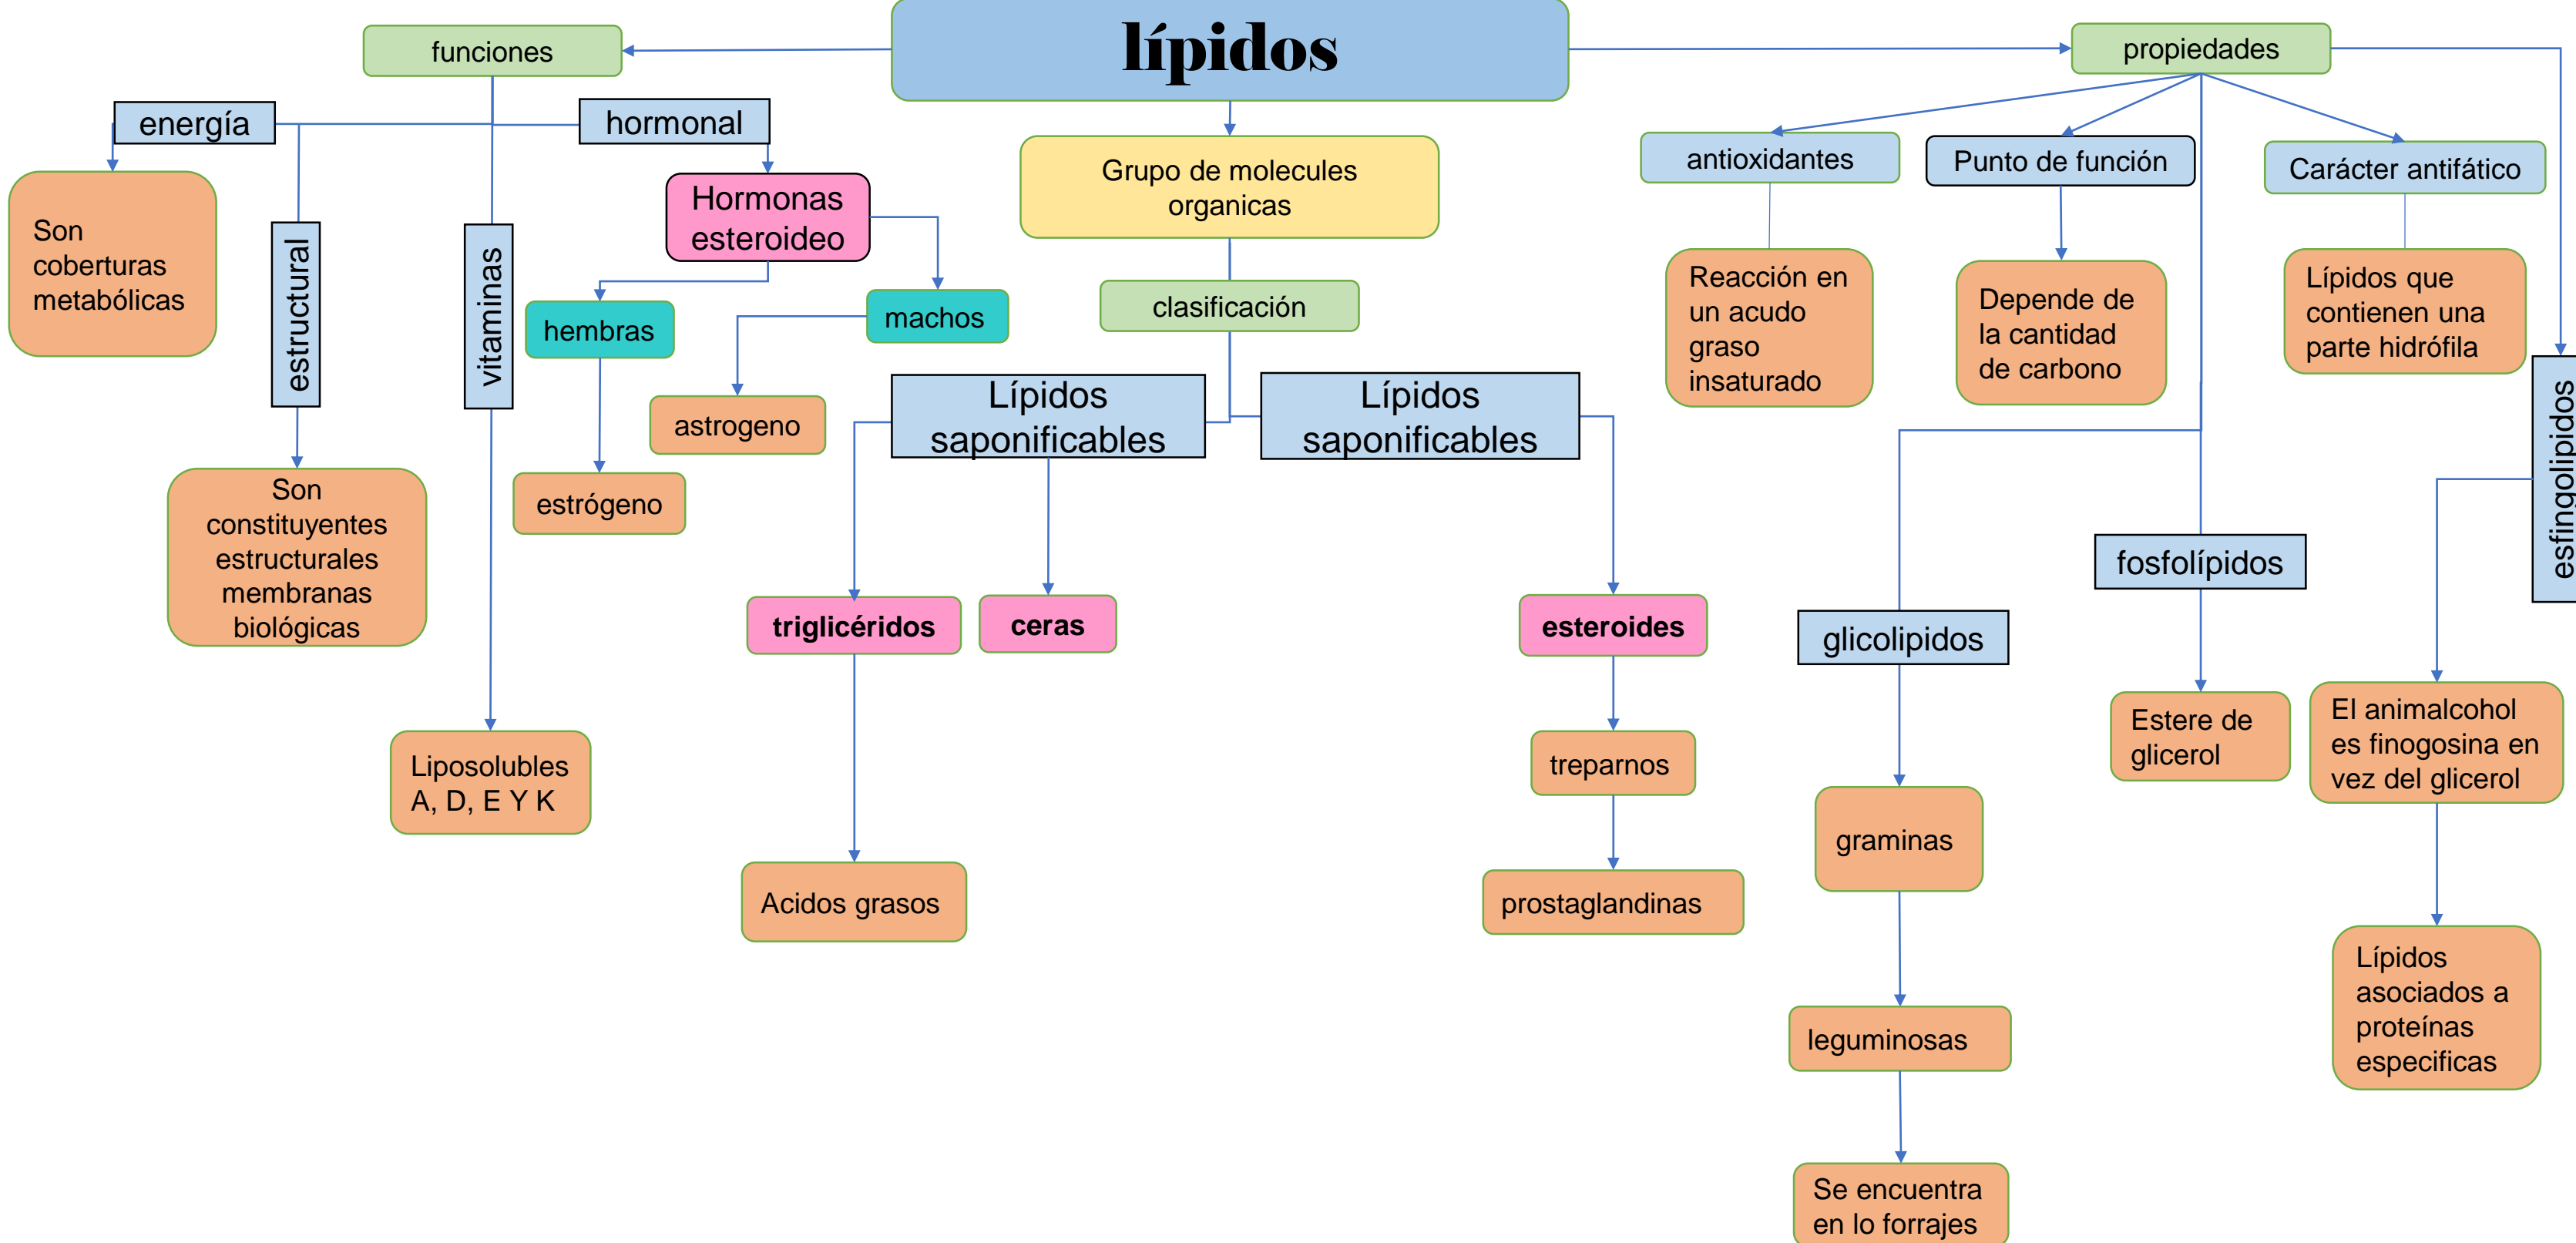 lípidos
funciones
propiedades
energía
hormonal
Son
coberturas
metabólicas
estructural
vitaminas
Hormonas
esteroideo
hembras
machos
astrogeno
estrógeno
Son
constituyentes
estructurales
membranas
biológicas
Liposolubles
A, D, E Y K
Grupo de molecules
organicas
clasificación
Lípidos
saponificables
Lípidos
saponificables
triglicéridos
ceras
esteroides
Acidos grasos
treparnos
prostaglandinas
antioxidantes
Punto de función
Carácter antifático
Reacción en
un acudo
graso
insaturado
Depende de
la cantidad
de carbono
Lípidos que
contienen una
parte hidrófila
esfingolipidos
fosfolípidos
glicolipidos
Estere de
glicerol
El animalcohol
es finogosina en
vez del glicerol
graminas
leguminosas
Se encuentra
en lo forrajes
Lípidos
asociados a
proteínas
especificas